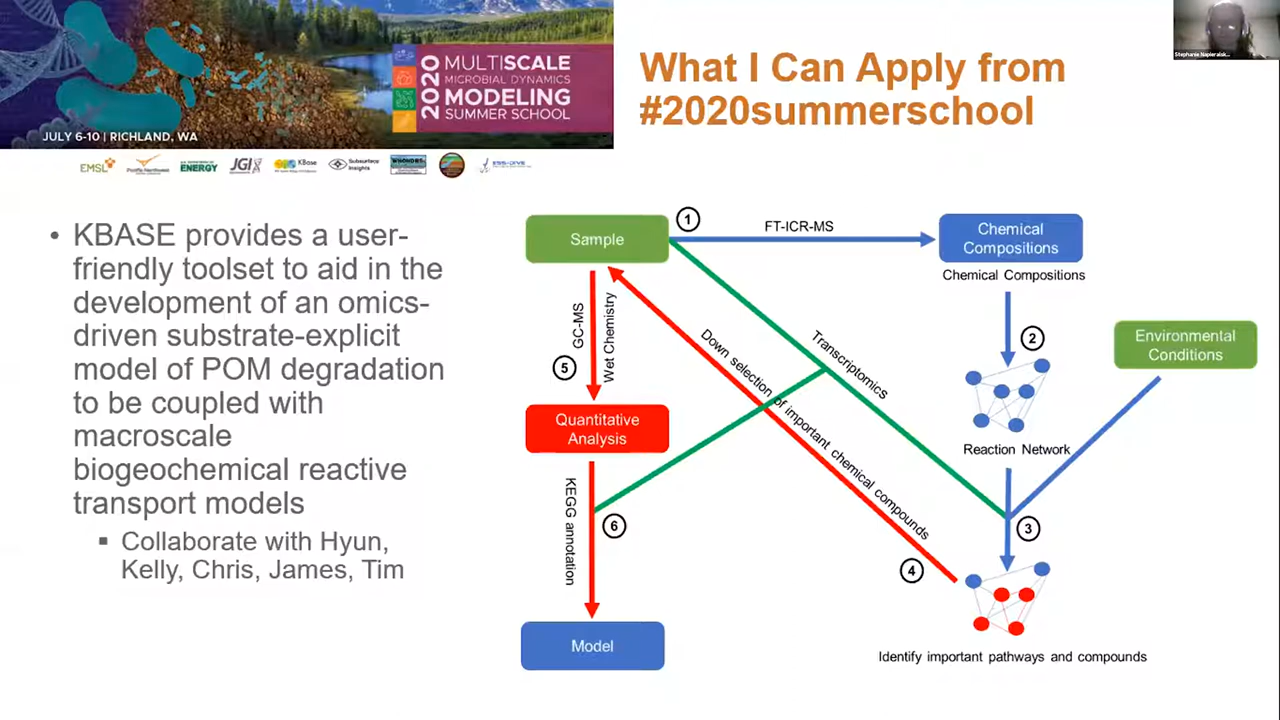 2020
MULTISCALE
MICROBIAL DYNAMICS
MODELING
SUMMER SCHOOL
JULY 6-10 | RICHLAND, WA
EMSL
Pacific Northwest
ENERGY
JGI
KBase
Subsurface
Insights
WHONDRS
ESS-DIVE
What I Can Apply from
#2020summerschool
• KBASE provides a user-
friendly toolset to aid in the
development of an omics-
driven substrate-explicit
model of POM degradation
to be coupled with
macroscale
biogeochemical reactive
transport models
▪ Collaborate with Hyun,
Kelly, Chris, James, Tim
Sample
1
FT-ICR-MS
Chemical
Compositions
Chemical Compositions
2
Environmental
Conditions
Reaction Network
Transcriptomics
3
Down selection of important chemical compounds
4
Identify important pathways and compounds
GC-MS
Wet Chemistry
5
Quantitative
Analysis
KEGG annotation
6
Model